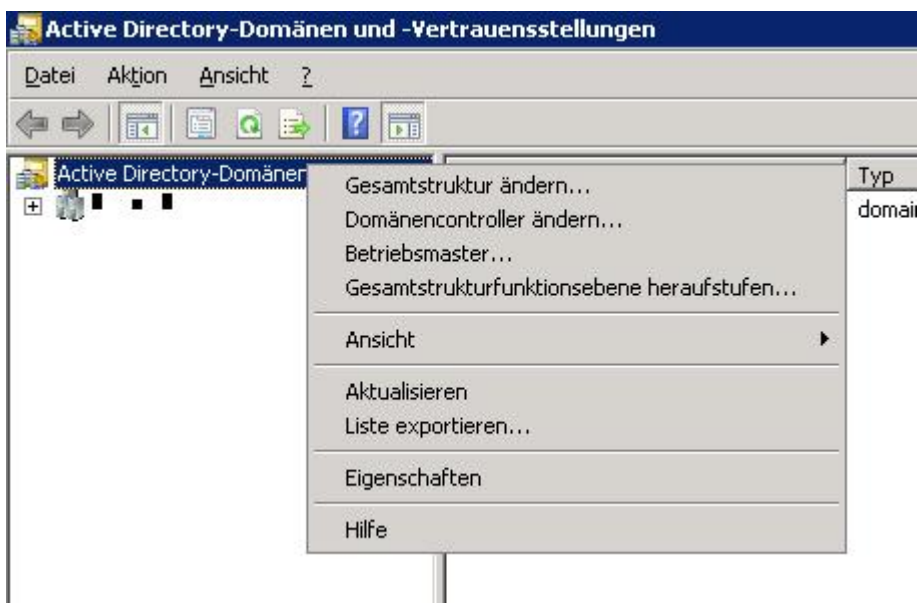 Active Directory-Domänen und -Vertrauensstellungen
Datei Aktion Ansicht ?
Active Directory-Domänen
Typ
domain
Gesamtstruktur ändern...
Domänencontroller ändern...
Betriebsmaster...
Gesamtstrukturfunktionsebene heraufstufen...
Ansicht
Aktualisieren
Liste exportieren...
Eigenschaften
Hilfe